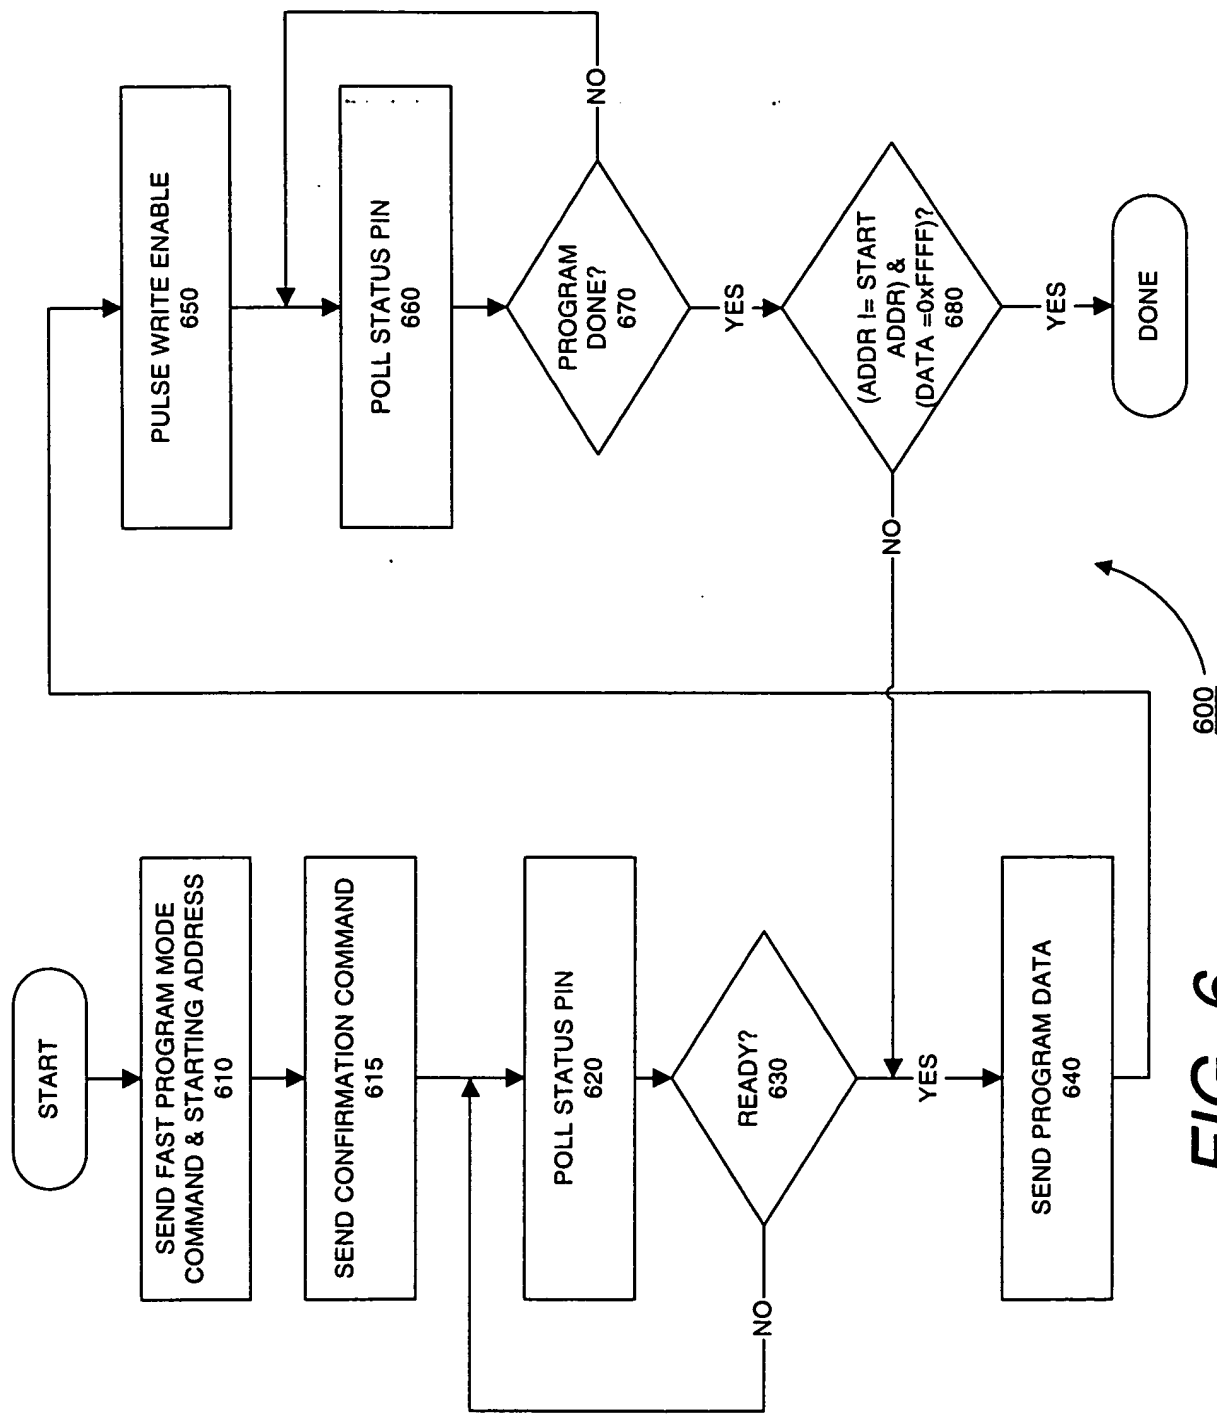 START
SEND FAST PROGRAM MODE
COMMAND & STARTING ADDRESS
610
SEND CONFIRMATION COMMAND
615
POLL STATUS PIN
620
READY?
630
NO
YES
SEND PROGRAM DATA
640
PULSE WRITE ENABLE
650
POLL STATUS PIN
660
PROGRAM
DONE?
670
NO
YES
(ADDR != START
ADDR) &
(DATA =0xFFFF)?
680
NO
YES
DONE
600
FIG. 6